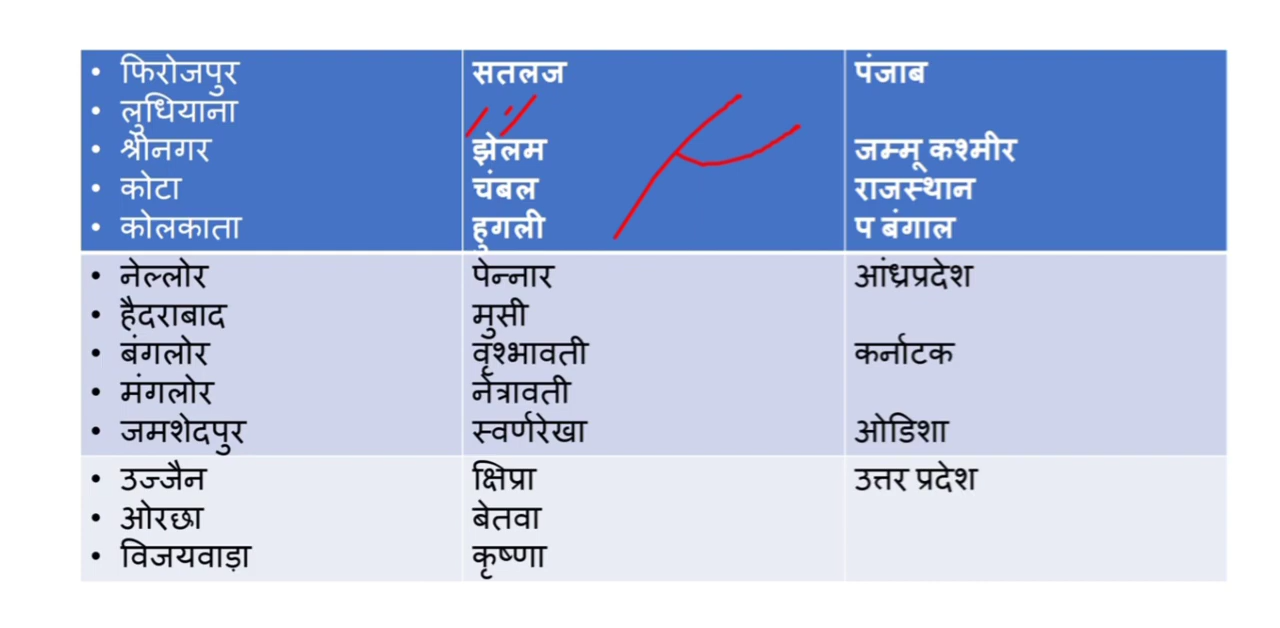 • फिरोजपुर सतलज पंजाब
• लुधियाना
• श्रीनगर झेलम जम्मू कश्मीर
• कोटा चंबल राजस्थान
• कोलकाता हुगली प बंगाल
• नेल्लोर पेन्नार आंध्रप्रदेश
• हैदराबाद मुसी
• बंगलोर वृश्भावती कर्नाटक
• मंगलोर नेत्रावती
• जमशेदपुर स्वर्णरेखा ओडिशा
• उज्जैन क्षिप्रा उत्तर प्रदेश
• ओरछा बेतवा
• विजयवाड़ा कृष्णा